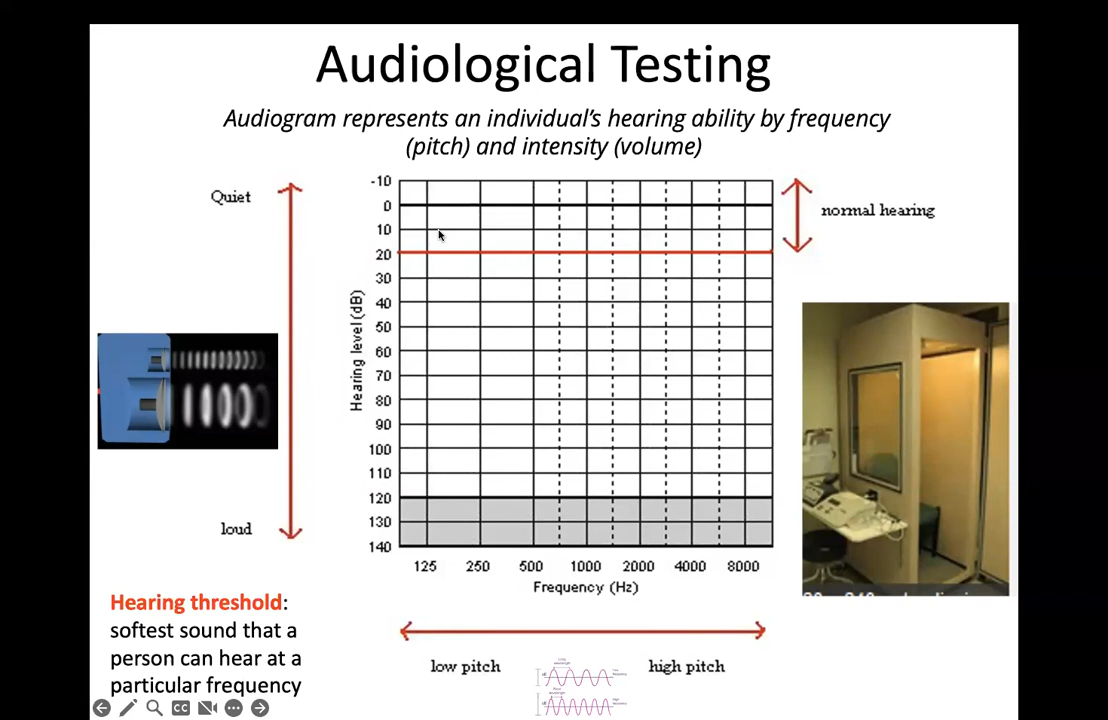 Audiological Testing
Audiogram represents an individual's hearing ability by frequency
(pitch) and intensity (volume)
Quiet
loud
Hearing level (dB)
-10
0
10
20
30
40
50
60
70
80
90
100
110
120
130
140
125 250 500 1000 2000 4000 8000
Frequency (Hz)
normal hearing
low pitch
high pitch
Hearing threshold:
softest sound that a
person can hear at a
particular frequency
CC